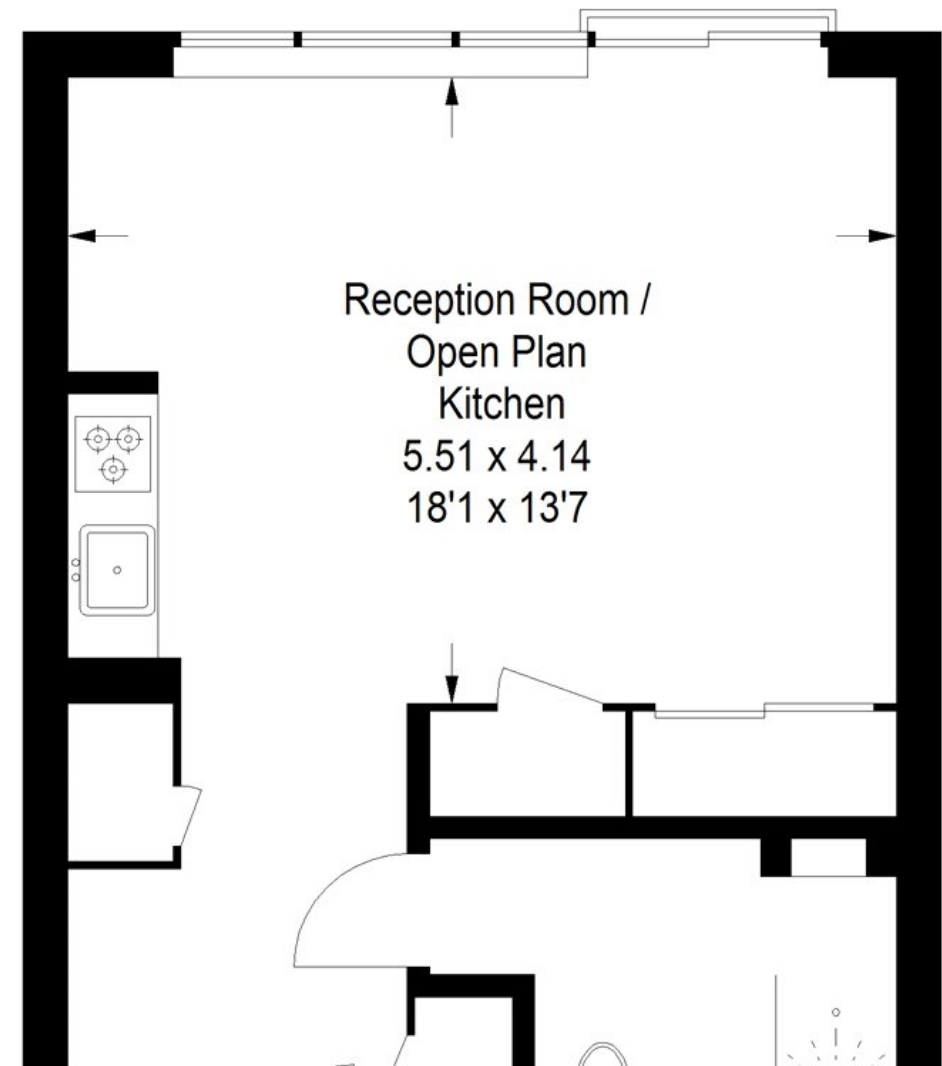 Reception Room /
Open Plan
Kitchen
5.51 x 4.14
18'1 x 13'7